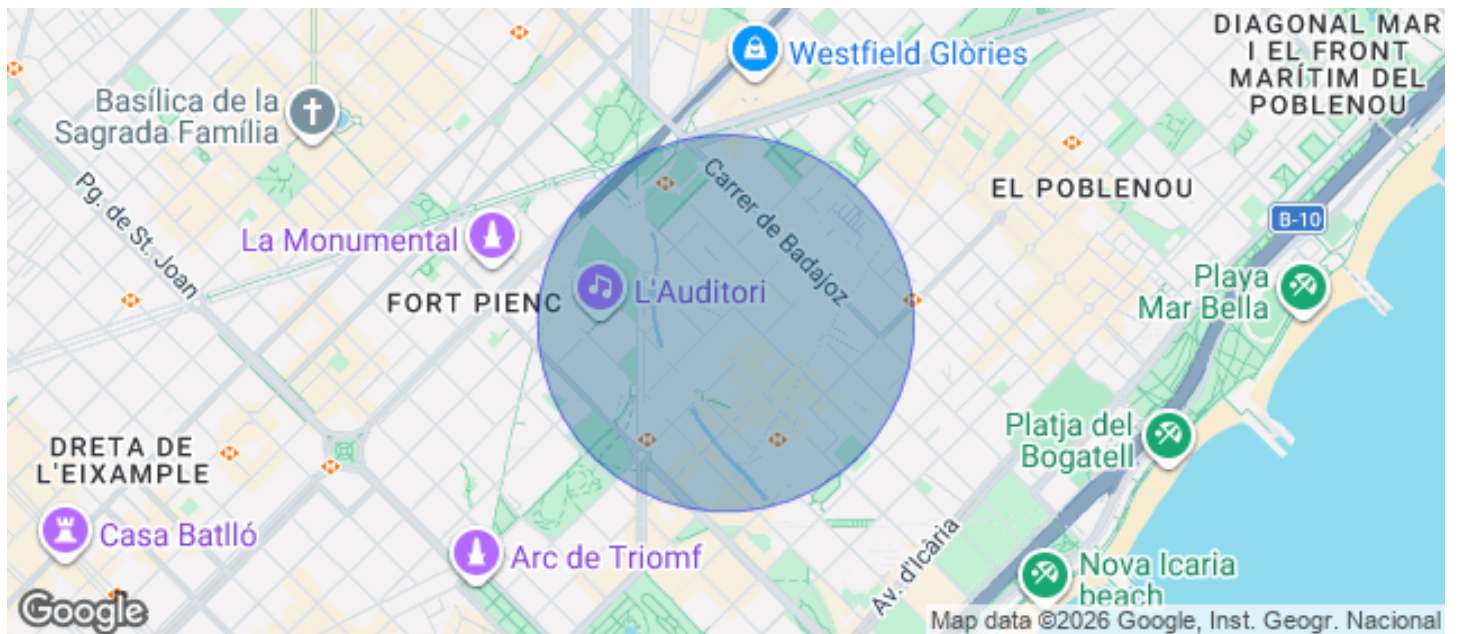 DIAGONAL MAR
I EL FRONT
MARÍTIM DEL
POBLENOU
Westfield Glòries
Basílica de la
Sagrada Família
Pg. de St. Joan
Carrer de Badajoz
EL POBLENOU
B-10
La Monumental
L'Auditori
FORT PIENC
Playa
Mar Bella
Platja del
Bogatell
DRETA DE
L'EIXAMPLE
Casa Batlló
Arc de Triomf
Av. d'Icària
Nova Icaria
beach
Google
Map data ©2026 Google, Inst. Geogr. Nacional